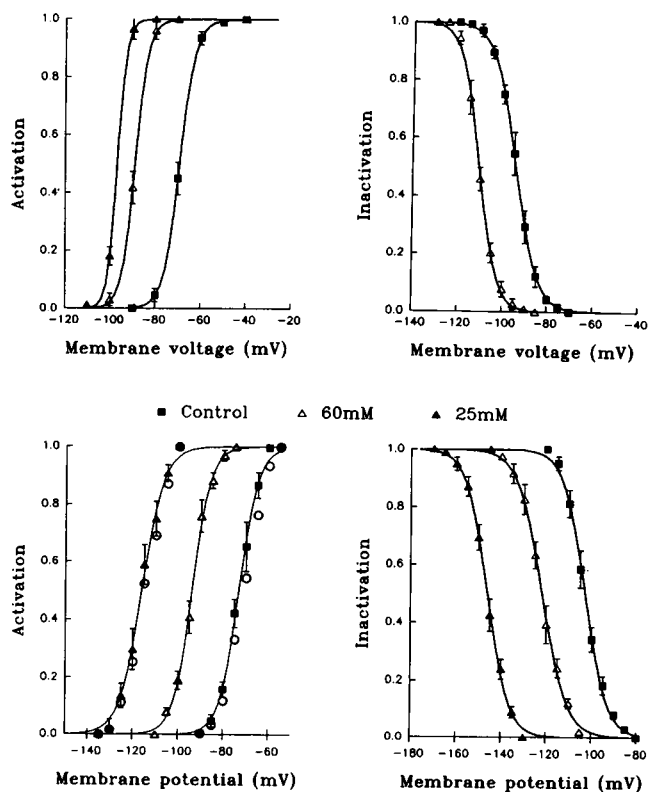 Activation
1.0
0.8
0.6
0.4
0.2
0.0
-120 -100 -80 -60 -40 -20
Membrane voltage (mV)
Inactivation
1.0
0.8
0.6
0.4
0.2
0.0
-140 -120 -100 -80 -60 -40
Membrane voltage (mV)
Control 60mM 25mM
Activation
1.0
0.8
0.6
0.4
0.2
0.0
-140 -120 -100 -80 -60
Membrane potential (mV)
Inactivation
1.0
0.8
0.6
0.4
0.2
0.0
-180 -160 -140 -120 -100 -80
Membrane potential (mV)